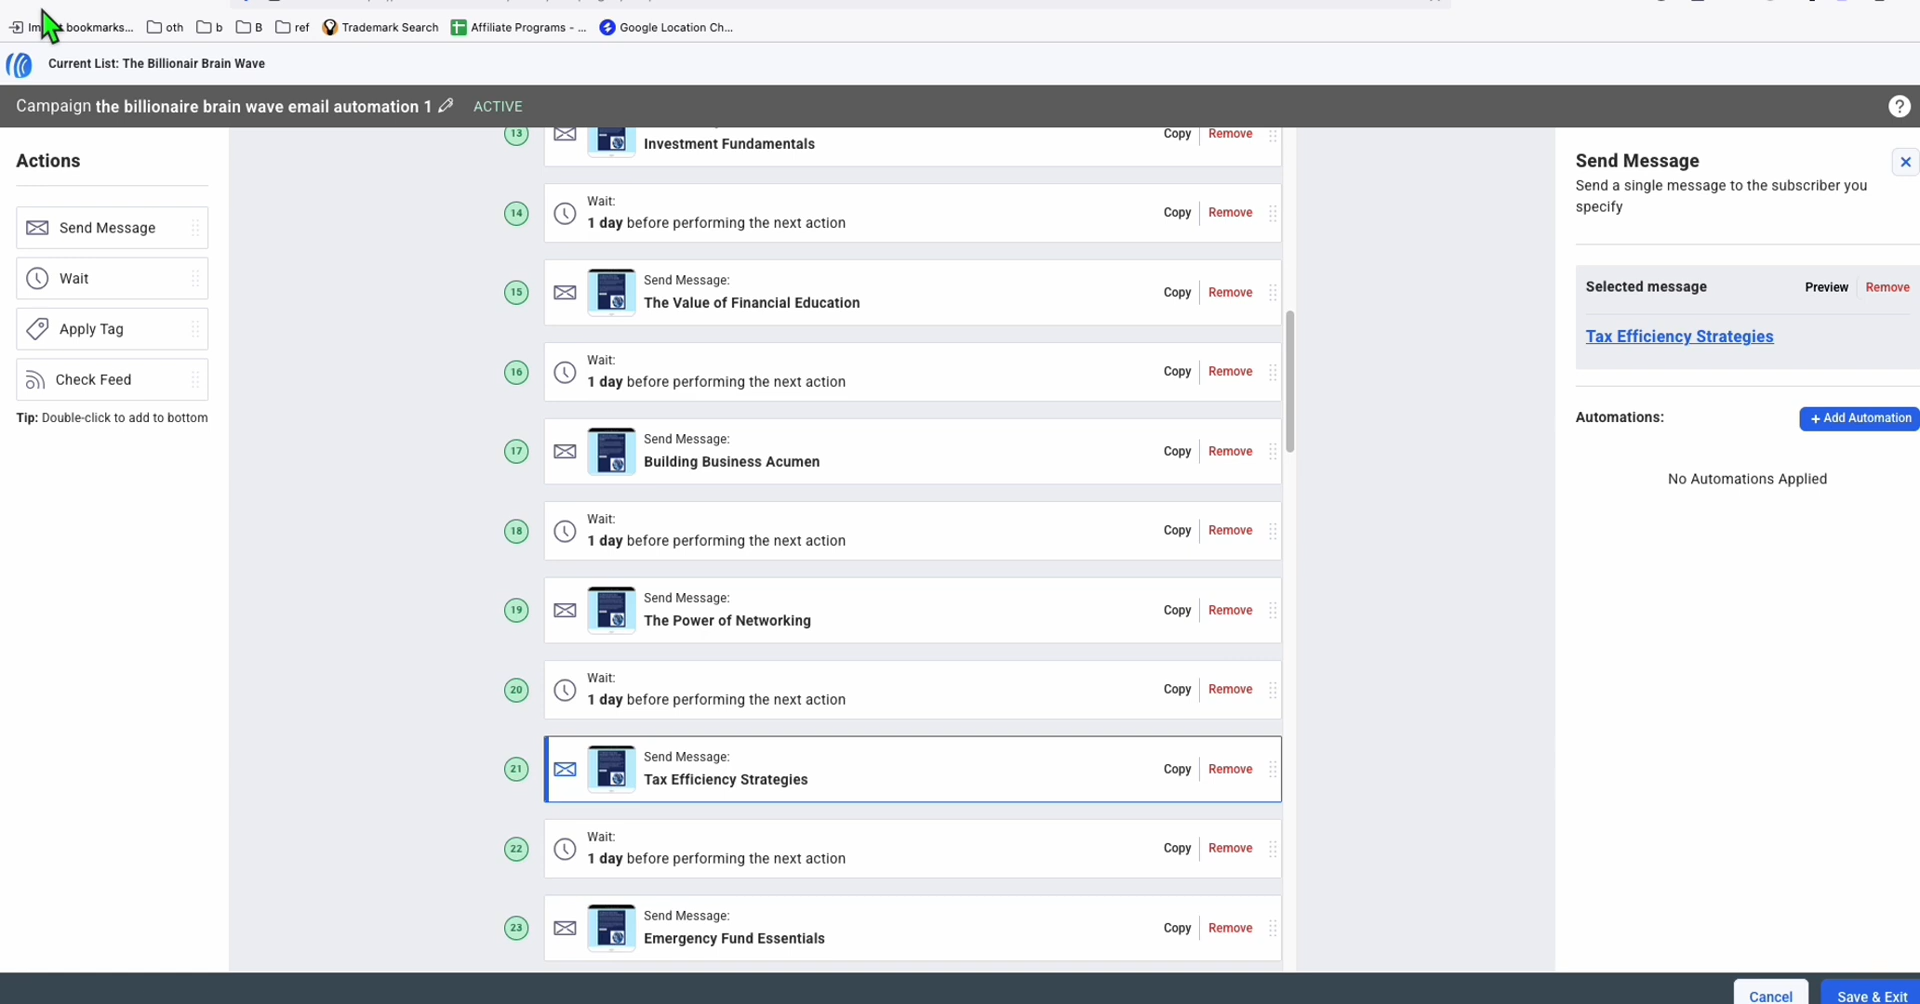 bookmarks...
oth
b
B
ref
Trademark Search
Affiliate Programs - ...
Google Location Ch...
Current List: The Billionair Brain Wave
Campaign the billionaire brain wave email automation 1
ACTIVE
?
Actions
Send Message
Wait
Apply Tag
Check Feed
Tip: Double-click to add to bottom
13
Investment Fundamentals
Copy
Remove
14
Wait:
1 day before performing the next action
Copy
Remove
15
Send Message:
The Value of Financial Education
Copy
Remove
16
Wait:
1 day before performing the next action
Copy
Remove
17
Send Message:
Building Business Acumen
Copy
Remove
18
Wait:
1 day before performing the next action
Copy
Remove
19
Send Message:
The Power of Networking
Copy
Remove
20
Wait:
1 day before performing the next action
Copy
Remove
21
Send Message:
Tax Efficiency Strategies
Copy
Remove
22
Wait:
1 day before performing the next action
Copy
Remove
23
Send Message:
Emergency Fund Essentials
Copy
Remove
Send Message
Send a single message to the subscriber you
specify
Selected message
Preview
Remove
Tax Efficiency Strategies
Automations:
+ Add Automation
No Automations Applied
Cancel
Save & Exit